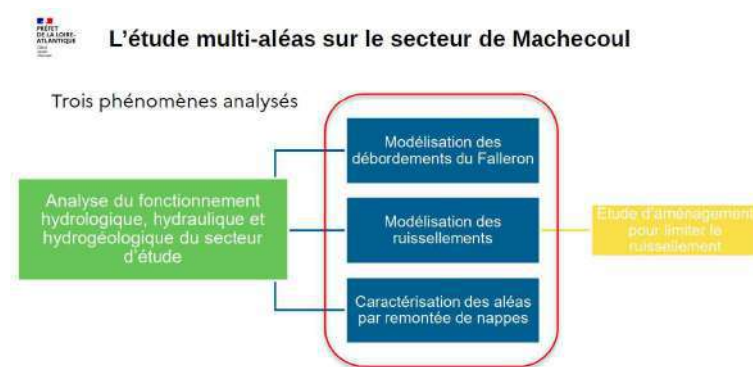 PRÉFET
DE LA LOIRE-
ATLANTIQUE
L'étude multi-aléas sur le secteur de Machecoul
Trois phénomènes analysés
Analyse du fonctionnement
hydrologique, hydraulique et
hydrogéologique du secteur
d'étude
Modélisation des
débordements du Falleron
Modélisation des
ruissellements
Caractérisation des aléas
par remontée de nappes
Etude d'aménagement
pour limiter le
ruissellement